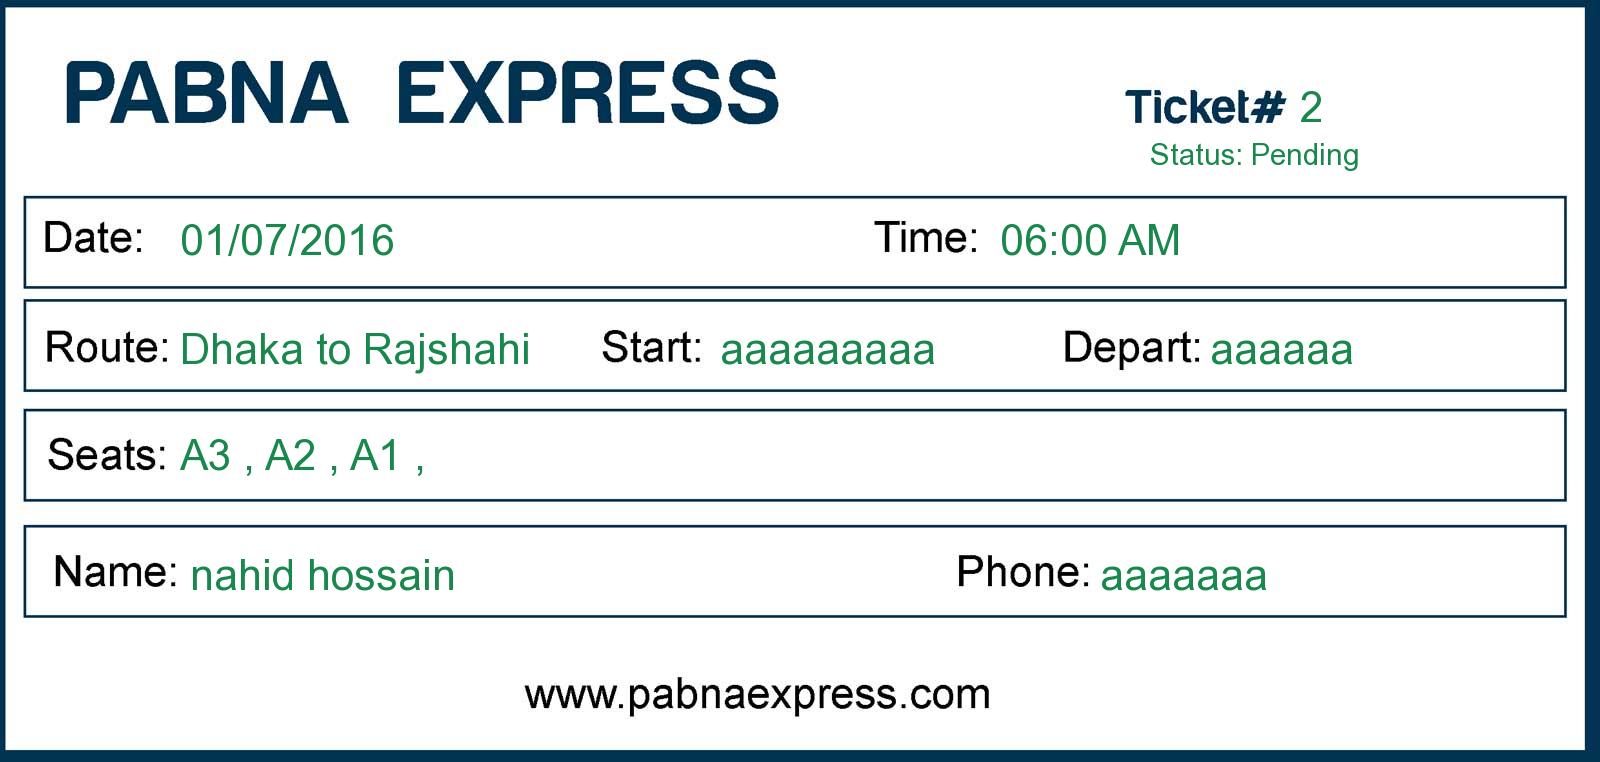 PABNA EXPRESS
Ticket# 2
Status: Pending
Date: 01/07/2016 Time: 06:00 AM
Route: Dhaka to Rajshahi Start: aaaaaaaaa Depart: aaaaaa
Seats: A3 , A2 , A1 ,
Name: nahid hossain Phone: aaaaaaa
www.pabnaexpress.com